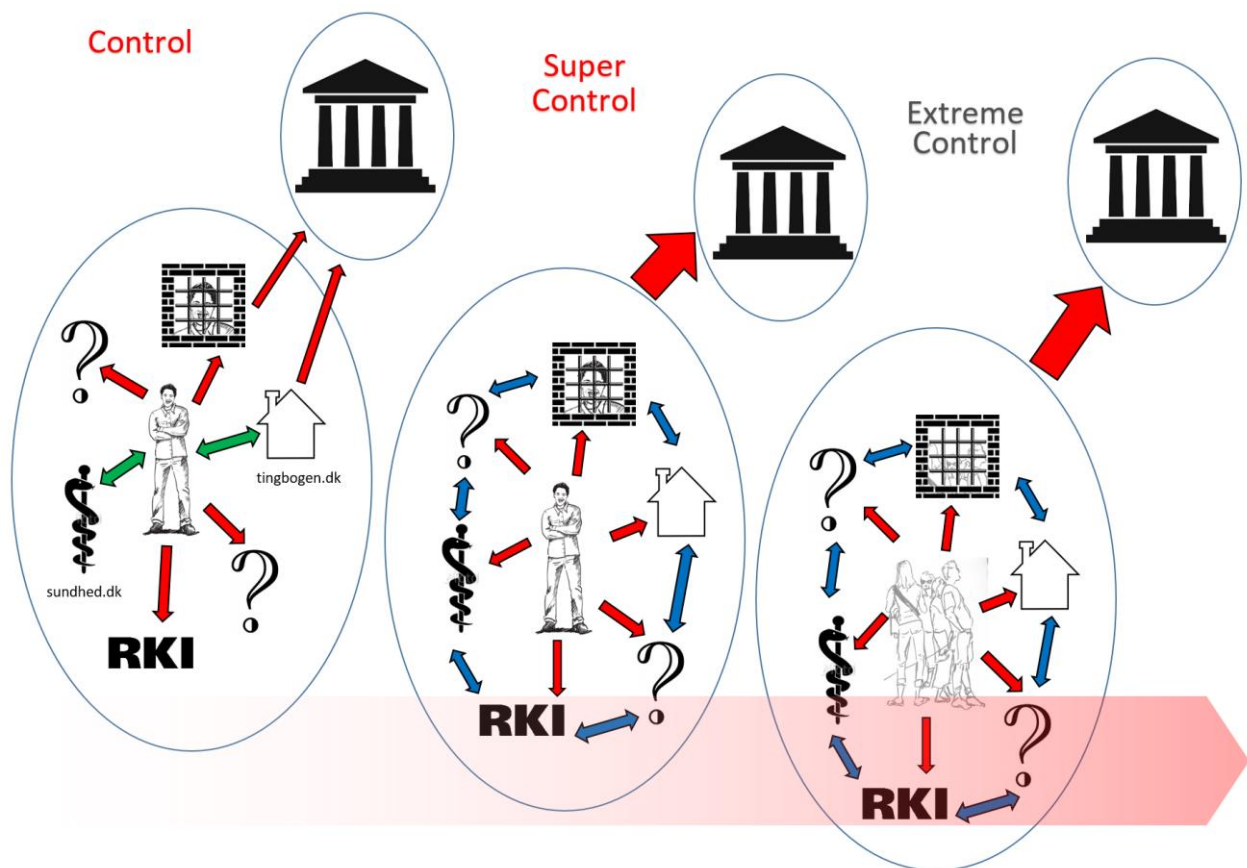 Control
Super
Control
Extreme
Control
?
tingbogen.dk
sundhed.dk
?
RKI
?
?
RKI
?
?
RKI